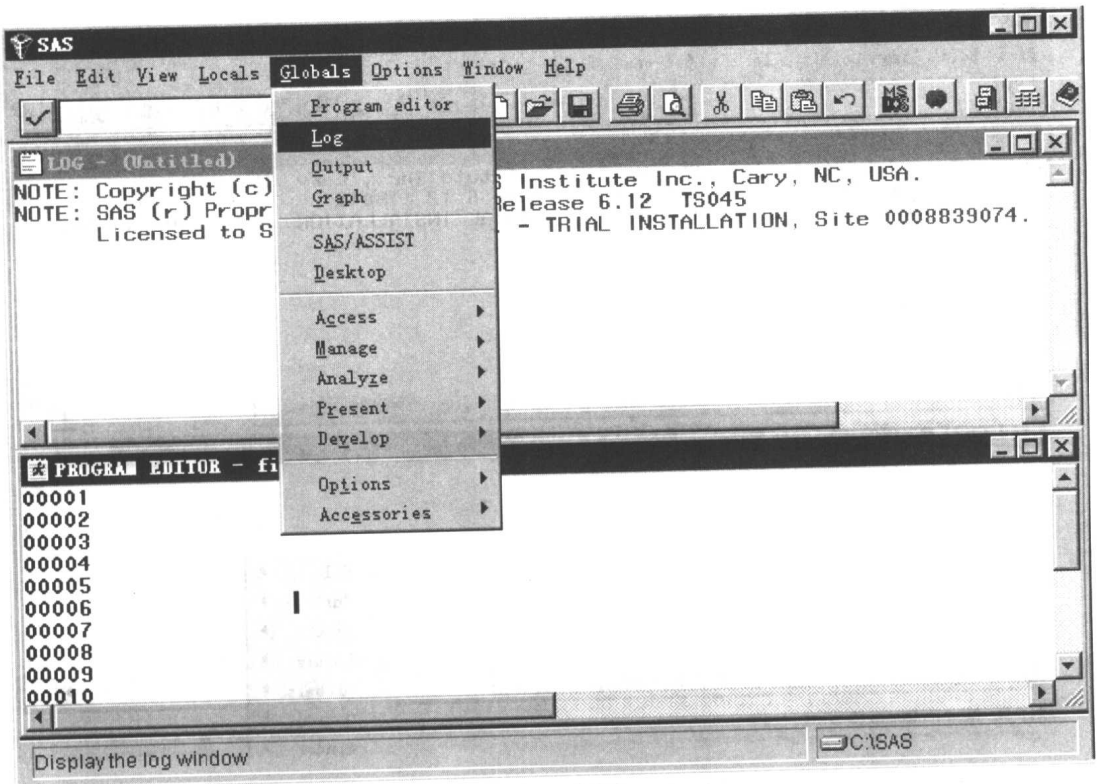 SAS
File Edit View Locals Globals Options Window Help
Program editor
Log
Output
Graph
SAS/ASSIST
Desktop
Access
Manage
Analyze
Present
Develop
Options
Accessories
MS DOS
LOG - (Untitled)
NOTE: Copyright (c) S Institute Inc., Cary, NC, USA.
NOTE: SAS (r) Propr Release 6.12 TS045
Licensed to S . - TRIAL INSTALLATION, Site 0008839074.
PROGRAM EDITOR - fi
00001
00002
00003
00004
00005
00006
00007
00008
00009
00010
Display the log window
C:\SAS